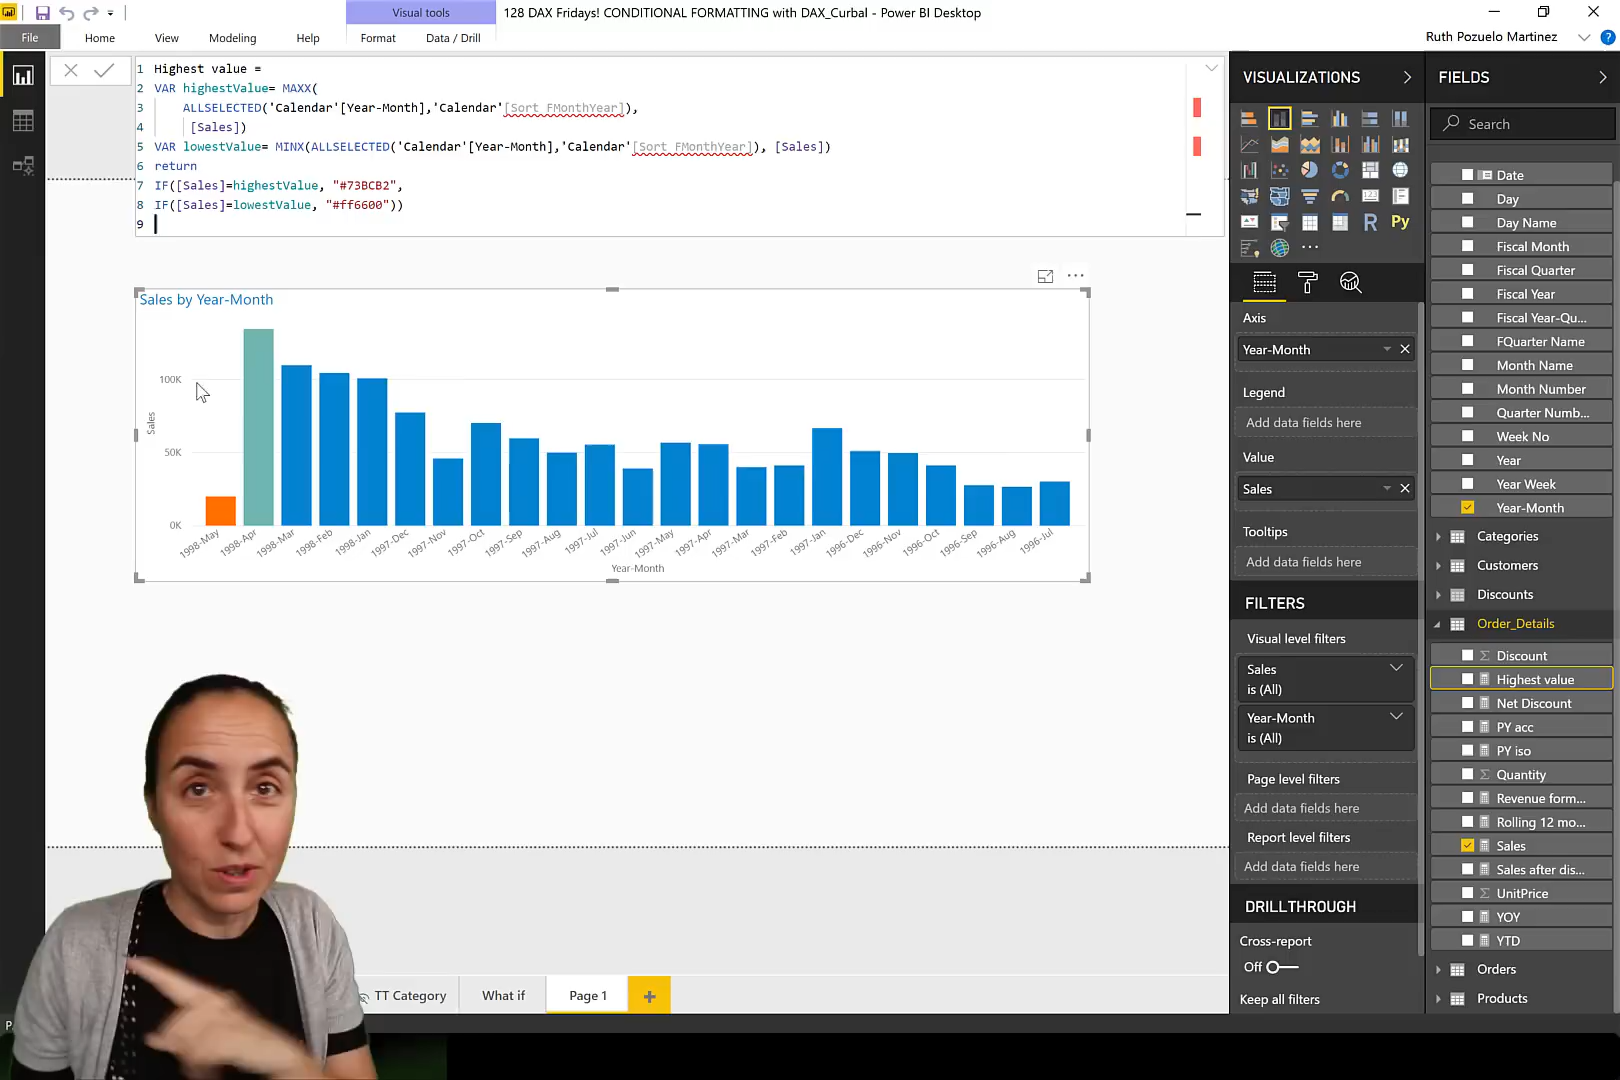 Visual tools
128 DAX Fridays! CONDITIONAL FORMATTING with DAX_Curbal - Power BI Desktop
File
Home
View
Modeling
Help
Format
Data / Drill
Ruth Pozuelo Martinez
?
1 Highest value =
2 VAR highestValue= MAXX(
3 ALLSELECTED('Calendar'[Year-Month],'Calendar'[Sort FMonthYear]),
4 [Sales])
5 VAR lowestValue= MINX(ALLSELECTED('Calendar'[Year-Month],'Calendar'[Sort FMonthYear]), [Sales])
6 return
7 IF([Sales]=highestValue, "#73BCB2",
8 IF([Sales]=lowestValue, "#ff6600"))
9
Sales by Year-Month
100K
50K
0K
Sales
1998-May
1998-Apr
1998-Mar
1998-Feb
1998-Jan
1997-Dec
1997-Nov
1997-Oct
1997-Sep
1997-Aug
1997-Jul
1997-Jun
1997-May
1997-Apr
1997-Mar
1997-Feb
1997-Jan
1996-Dec
1996-Nov
1996-Oct
1996-Sep
1996-Aug
1996-Jul
Year-Month
TT Category
What if
Page 1
+
VISUALIZATIONS
123
R
Py
Axis
Year-Month
Legend
Add data fields here
Value
Sales
Tooltips
Add data fields here
FILTERS
Visual level filters
Sales
is (All)
Year-Month
is (All)
Page level filters
Add data fields here
Report level filters
Add data fields here
DRILLTHROUGH
Cross-report
Off
Keep all filters
FIELDS
Search
Date
Day
Day Name
Fiscal Month
Fiscal Quarter
Fiscal Year
Fiscal Year-Qu...
FQuarter Name
Month Name
Month Number
Quarter Numb...
Week No
Year
Year Week
Year-Month
Categories
Customers
Discounts
Order_Details
Discount
Highest value
Net Discount
PY acc
PY iso
Quantity
Revenue form...
Rolling 12 mo...
Sales
Sales after dis...
UnitPrice
YOY
YTD
Orders
Products